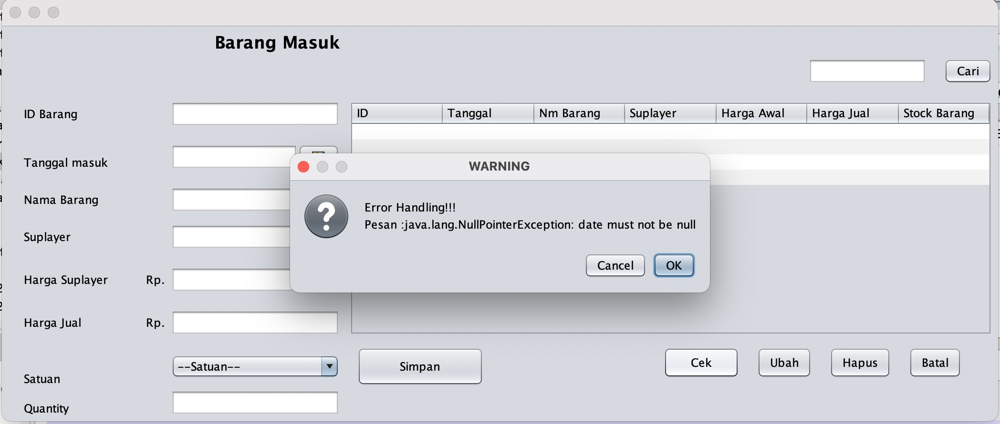 Barang Masuk
Cari
ID Barang
ID Tanggal Nm Barang Suplayer Harga Awal Harga Jual Stock Barang
Tanggal masuk
WARNING
Nama Barang
Error Handling!!!
Pesan :java.lang.NullPointerException: date must not be null
Suplayer
Cancel OK
Harga Suplayer Rp.
Harga Jual Rp.
Satuan --Satuan--
Simpan Cek Ubah Hapus Batal
Quantity